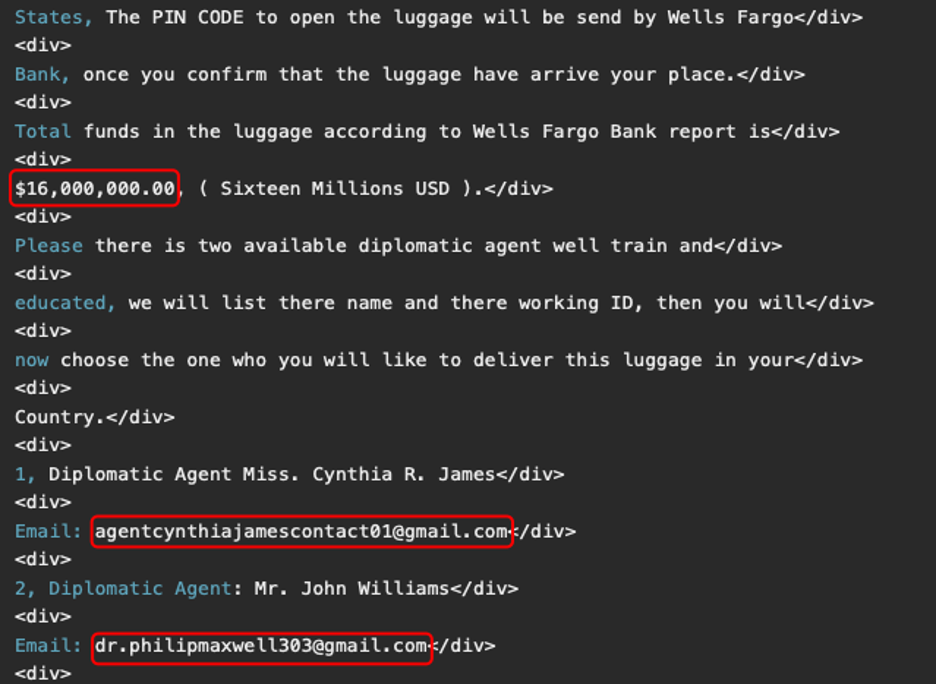 States, The PIN CODE to open the luggage will be send by Wells Fargo</div>
<div>
Bank, once you confirm that the luggage have arrive your place.</div>
<div>
Total funds in the luggage according to Wells Fargo Bank report is</div>
<div>
$16,000,000.00, ( Sixteen Millions USD ).</div>
<div>
Please there is two available diplomatic agent well train and</div>
<div>
educated, we will list there name and there working ID, then you will</div>
<div>
now choose the one who you will like to deliver this luggage in your</div>
<div>
Country.</div>
<div>
1, Diplomatic Agent Miss. Cynthia R. James</div>
<div>
Email: agentcynthiajamescontact01@gmail.com</div>
<div>
2, Diplomatic Agent: Mr. John Williams</div>
<div>
Email: dr.philipmaxwell303@gmail.com</div>
<div>